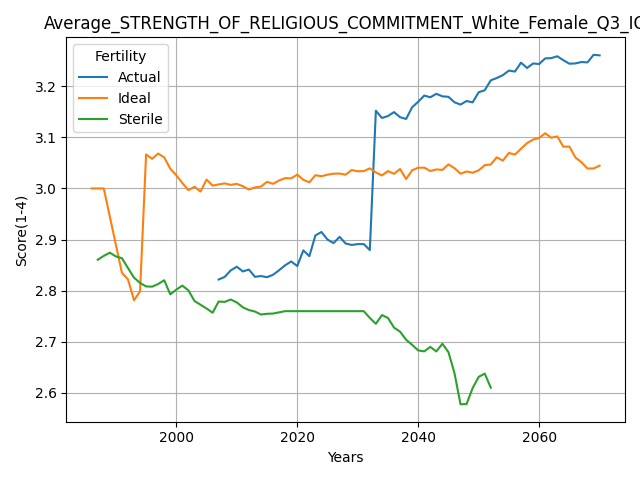 Average_STRENGTH_OF_RELIGIOUS_COMMITMENT_White_Female_Q3_IQ
Fertility
Actual
Ideal
Sterile
Score(1-4)
3.2
3.1
3.0
2.9
2.8
2.7
2.6
2000
2020
2040
2060
Years